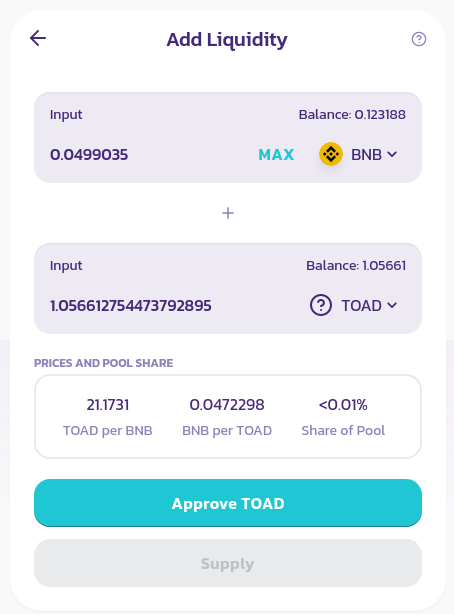 Add Liquidity
Input Balance: 0.123188
0.0499035 MAX BNB
+
Input Balance: 1.05661
1.056612754473792895 ? TOAD
PRICES AND POOL SHARE
21.1731 0.0472298 <0.01%
TOAD per BNB BNB per TOAD Share of Pool
Approve TOAD
Supply